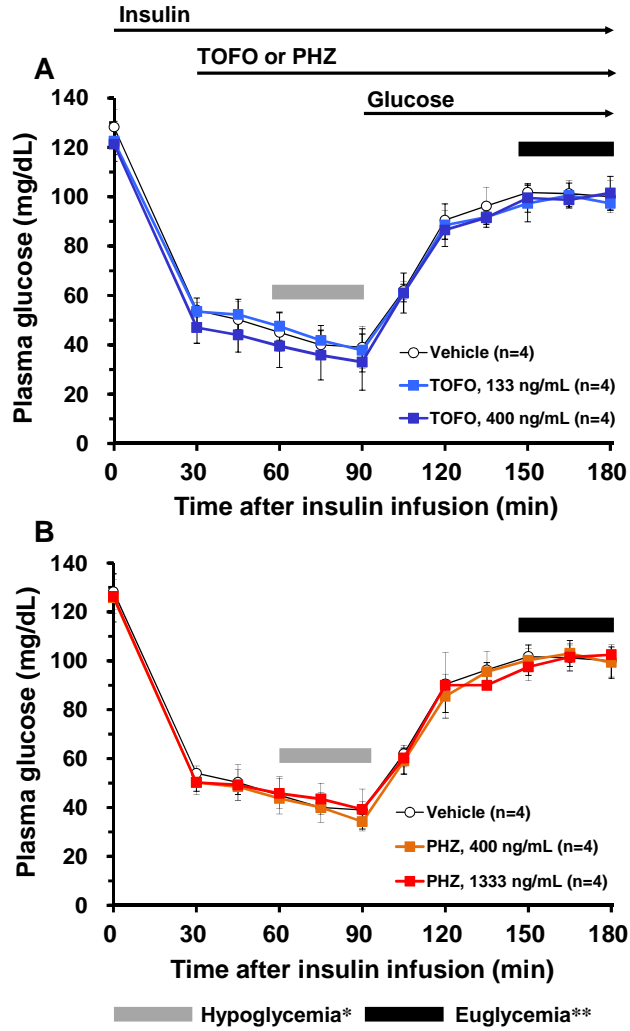 Insulin
TOFO or PHZ
A
Glucose
140
120
100
80
60
40
20
0
Plasma glucose (mg/dL)
Vehicle (n=4)
TOFO, 133 ng/mL (n=4)
TOFO, 400 ng/mL (n=4)
0 30 60 90 120 150 180
Time after insulin infusion (min)
B
140
120
100
80
60
40
20
0
Plasma glucose (mg/dL)
Vehicle (n=4)
PHZ, 400 ng/mL (n=4)
PHZ, 1333 ng/mL (n=4)
0 30 60 90 120 150 180
Time after insulin infusion (min)
Hypoglycemia* Euglycemia**